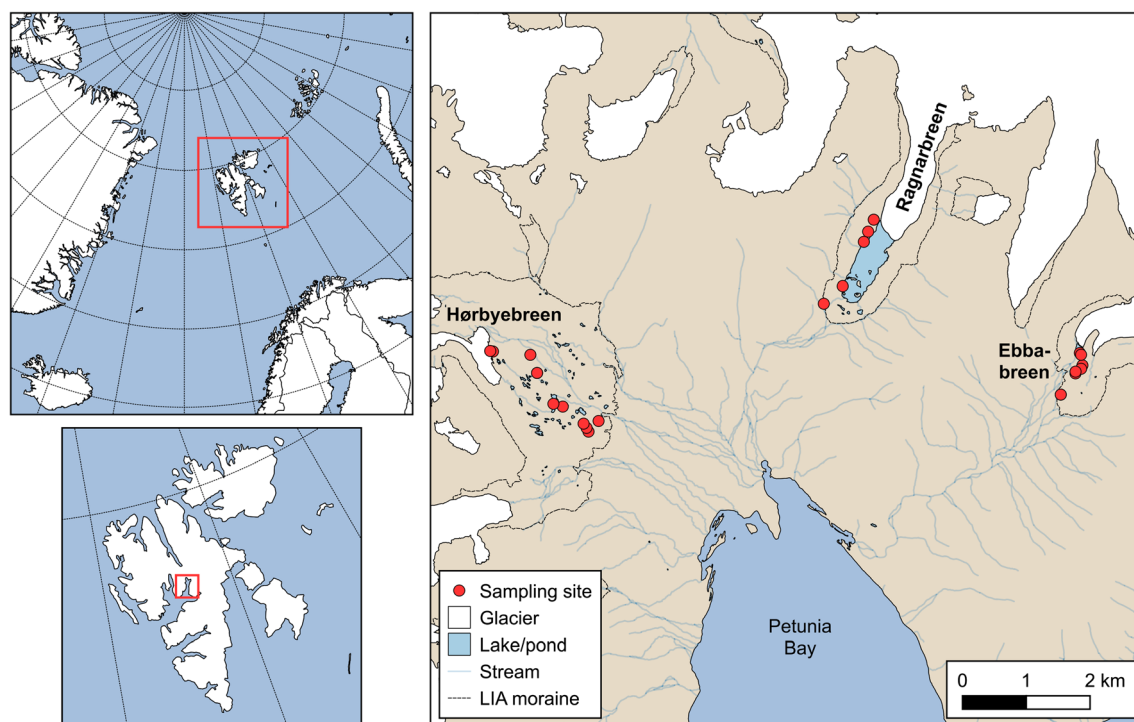 Ragnarbreen
Hørbyebreen
Ebba-
breen
Sampling site
Glacier
Lake/pond
Stream
LIA moraine
Petunia
Bay
0 1 2 km